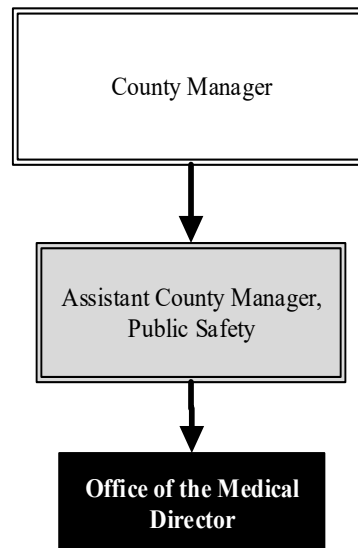 County Manager
Assistant County Manager,
Public Safety
Office of the Medical
Director